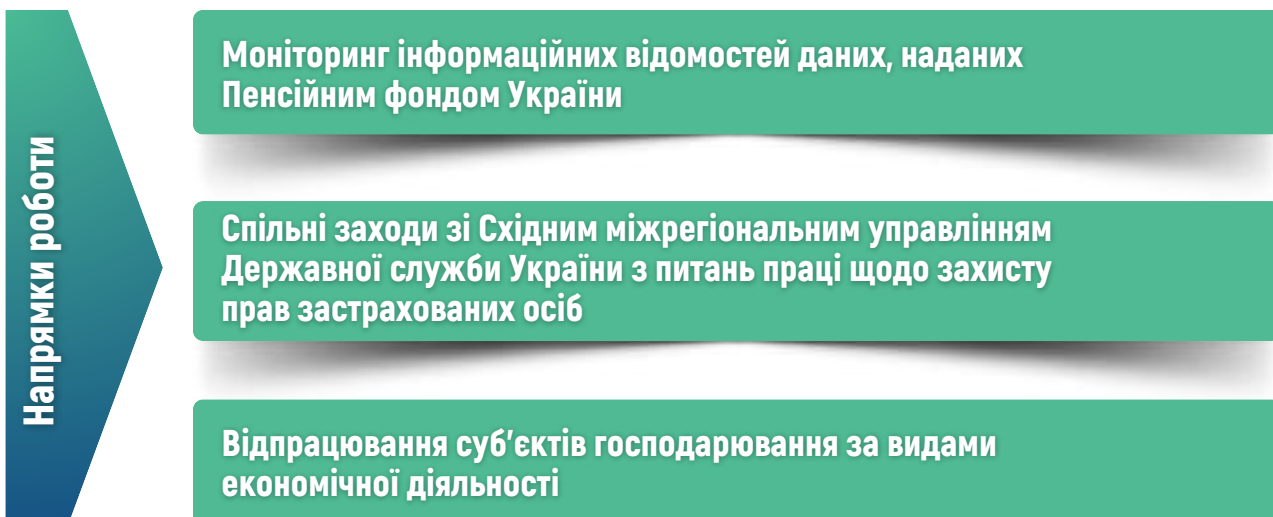 Напрямки роботи
Моніторинг інформаційних відомостей даних, наданих
Пенсійним фондом України
Спільні заходи зі Східним міжрегіональним управлінням
Державної служби України з питань праці щодо захисту
прав застрахованих осіб
Відпрацювання суб'єктів господарювання за видами
економічної діяльності